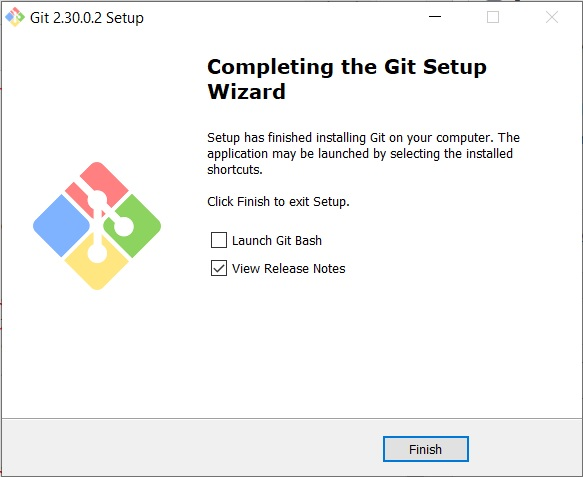 Git 2.30.0.2 Setup
Completing the Git Setup
Wizard
Setup has finished installing Git on your computer. The
application may be launched by selecting the installed
shortcuts.
Click Finish to exit Setup.
Launch Git Bash
View Release Notes
Finish